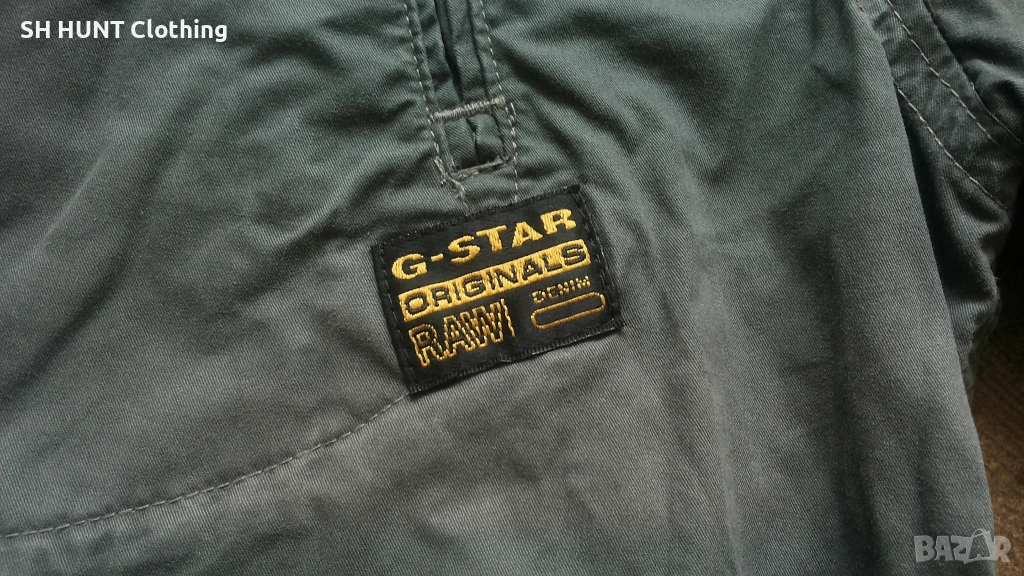 SH HUNT Clothing
G-STAR
ORIGINALS
RAW DENIM
BAZAR